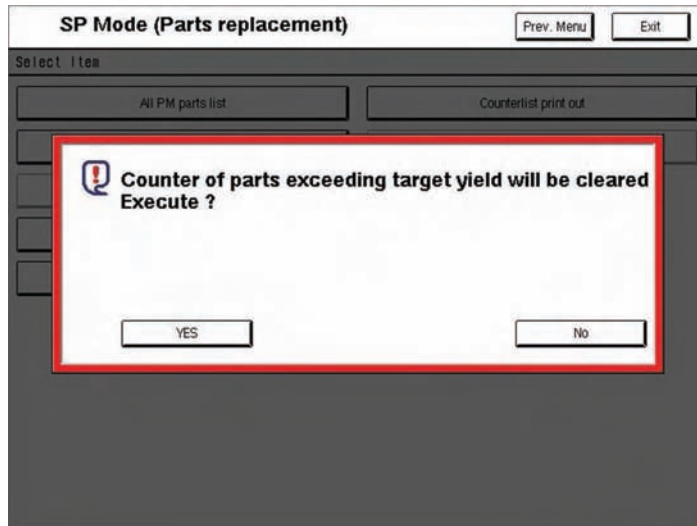 SP Mode (Parts replacement)
Prev. Menu
Exit
Select Item
All PM parts list
Counterlist print out
Counter of parts exceeding target yield will be cleared
Execute ?
YES
No